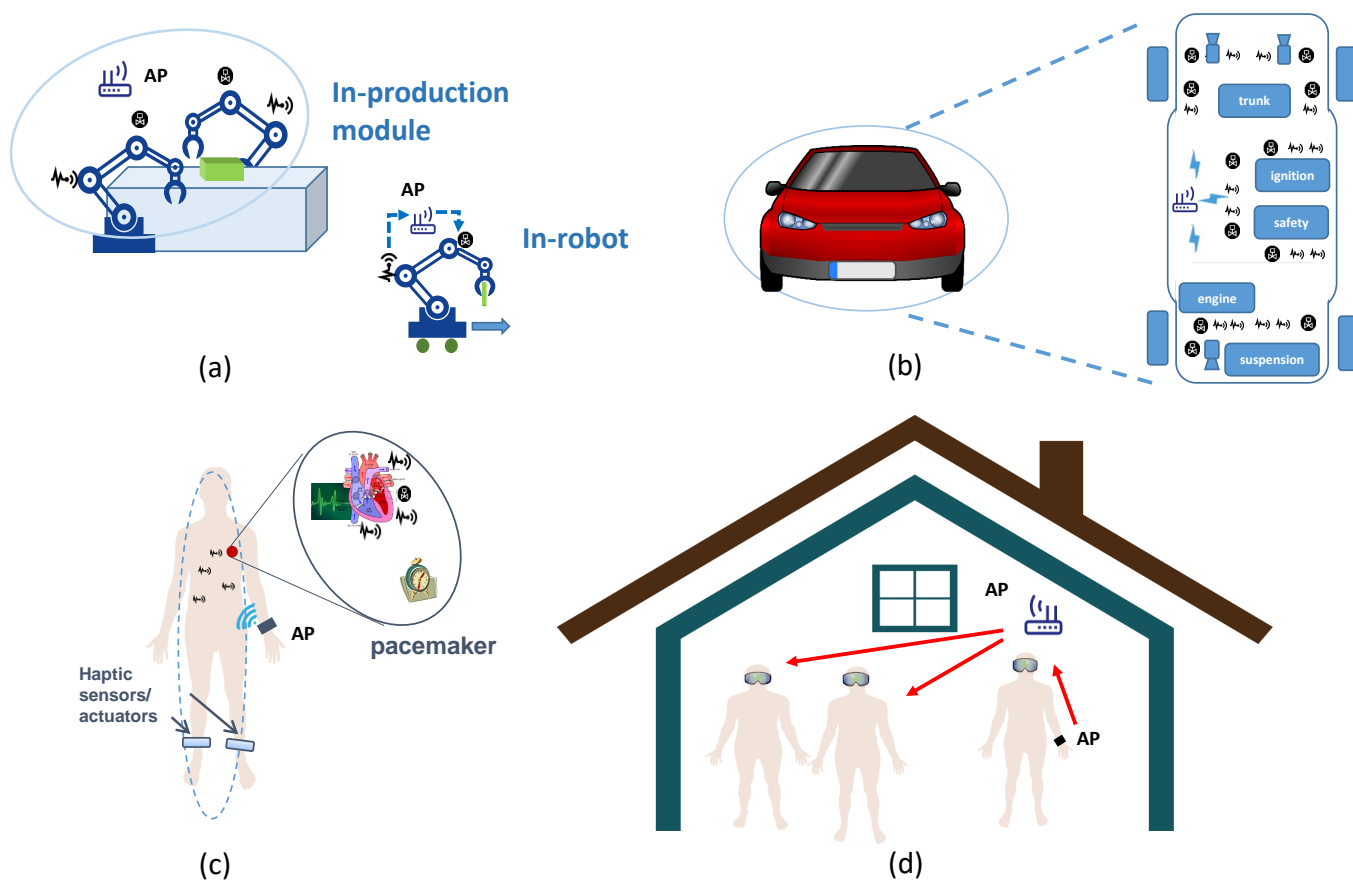 AP
In-production
module
AP
In-robot
(a)
trunk
ignition
safety
engine
suspension
(b)
AP
pacemaker
Haptic
sensors/
actuators
(c)
AP
AP
(d)